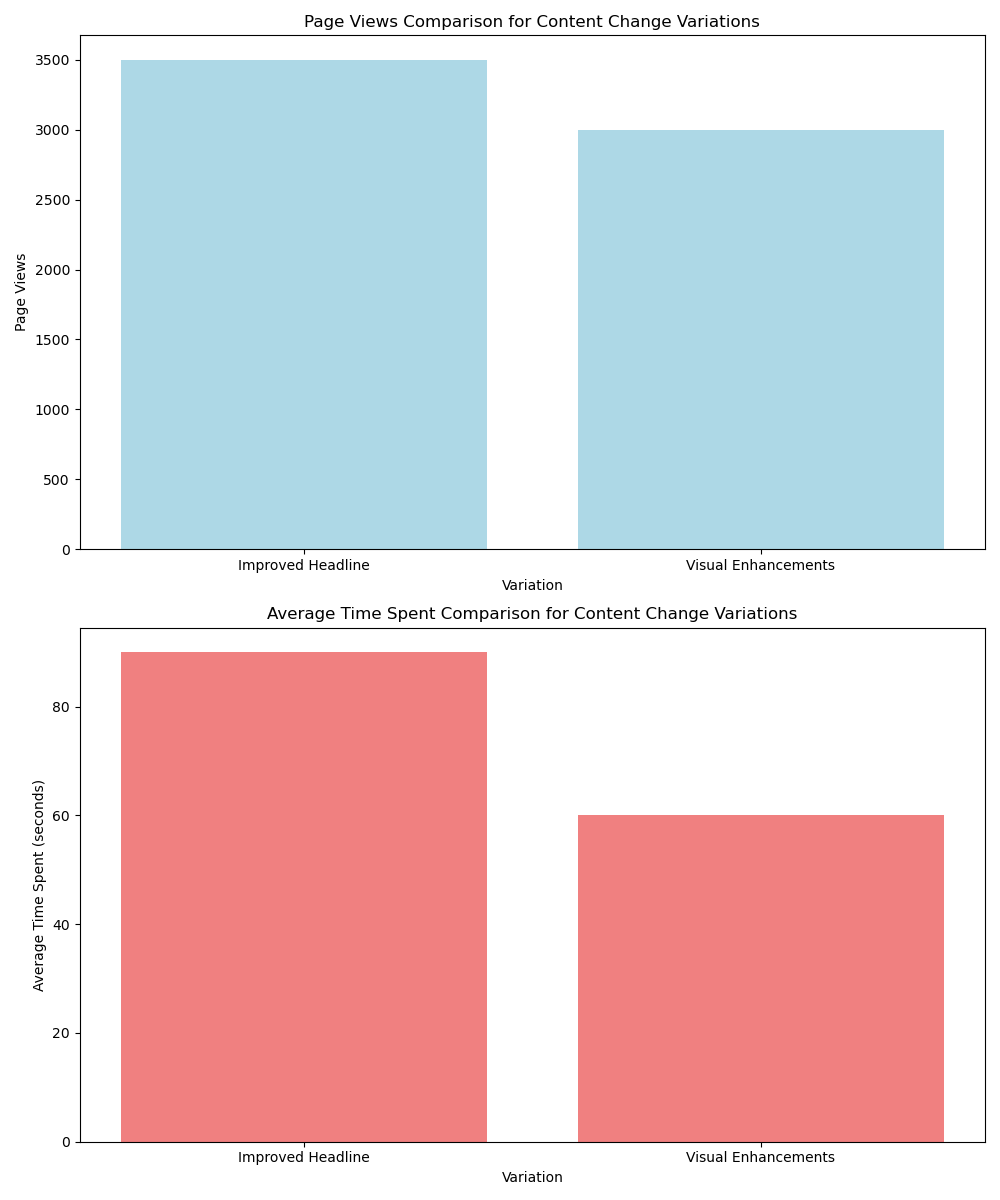 Page Views Comparison for Content Change Variations
3500
3000
2500
2000
1500
1000
500
0
Page Views
Improved Headline
Visual Enhancements
Variation
Average Time Spent Comparison for Content Change Variations
80
60
40
20
0
Average Time Spent (seconds)
Improved Headline
Visual Enhancements
Variation